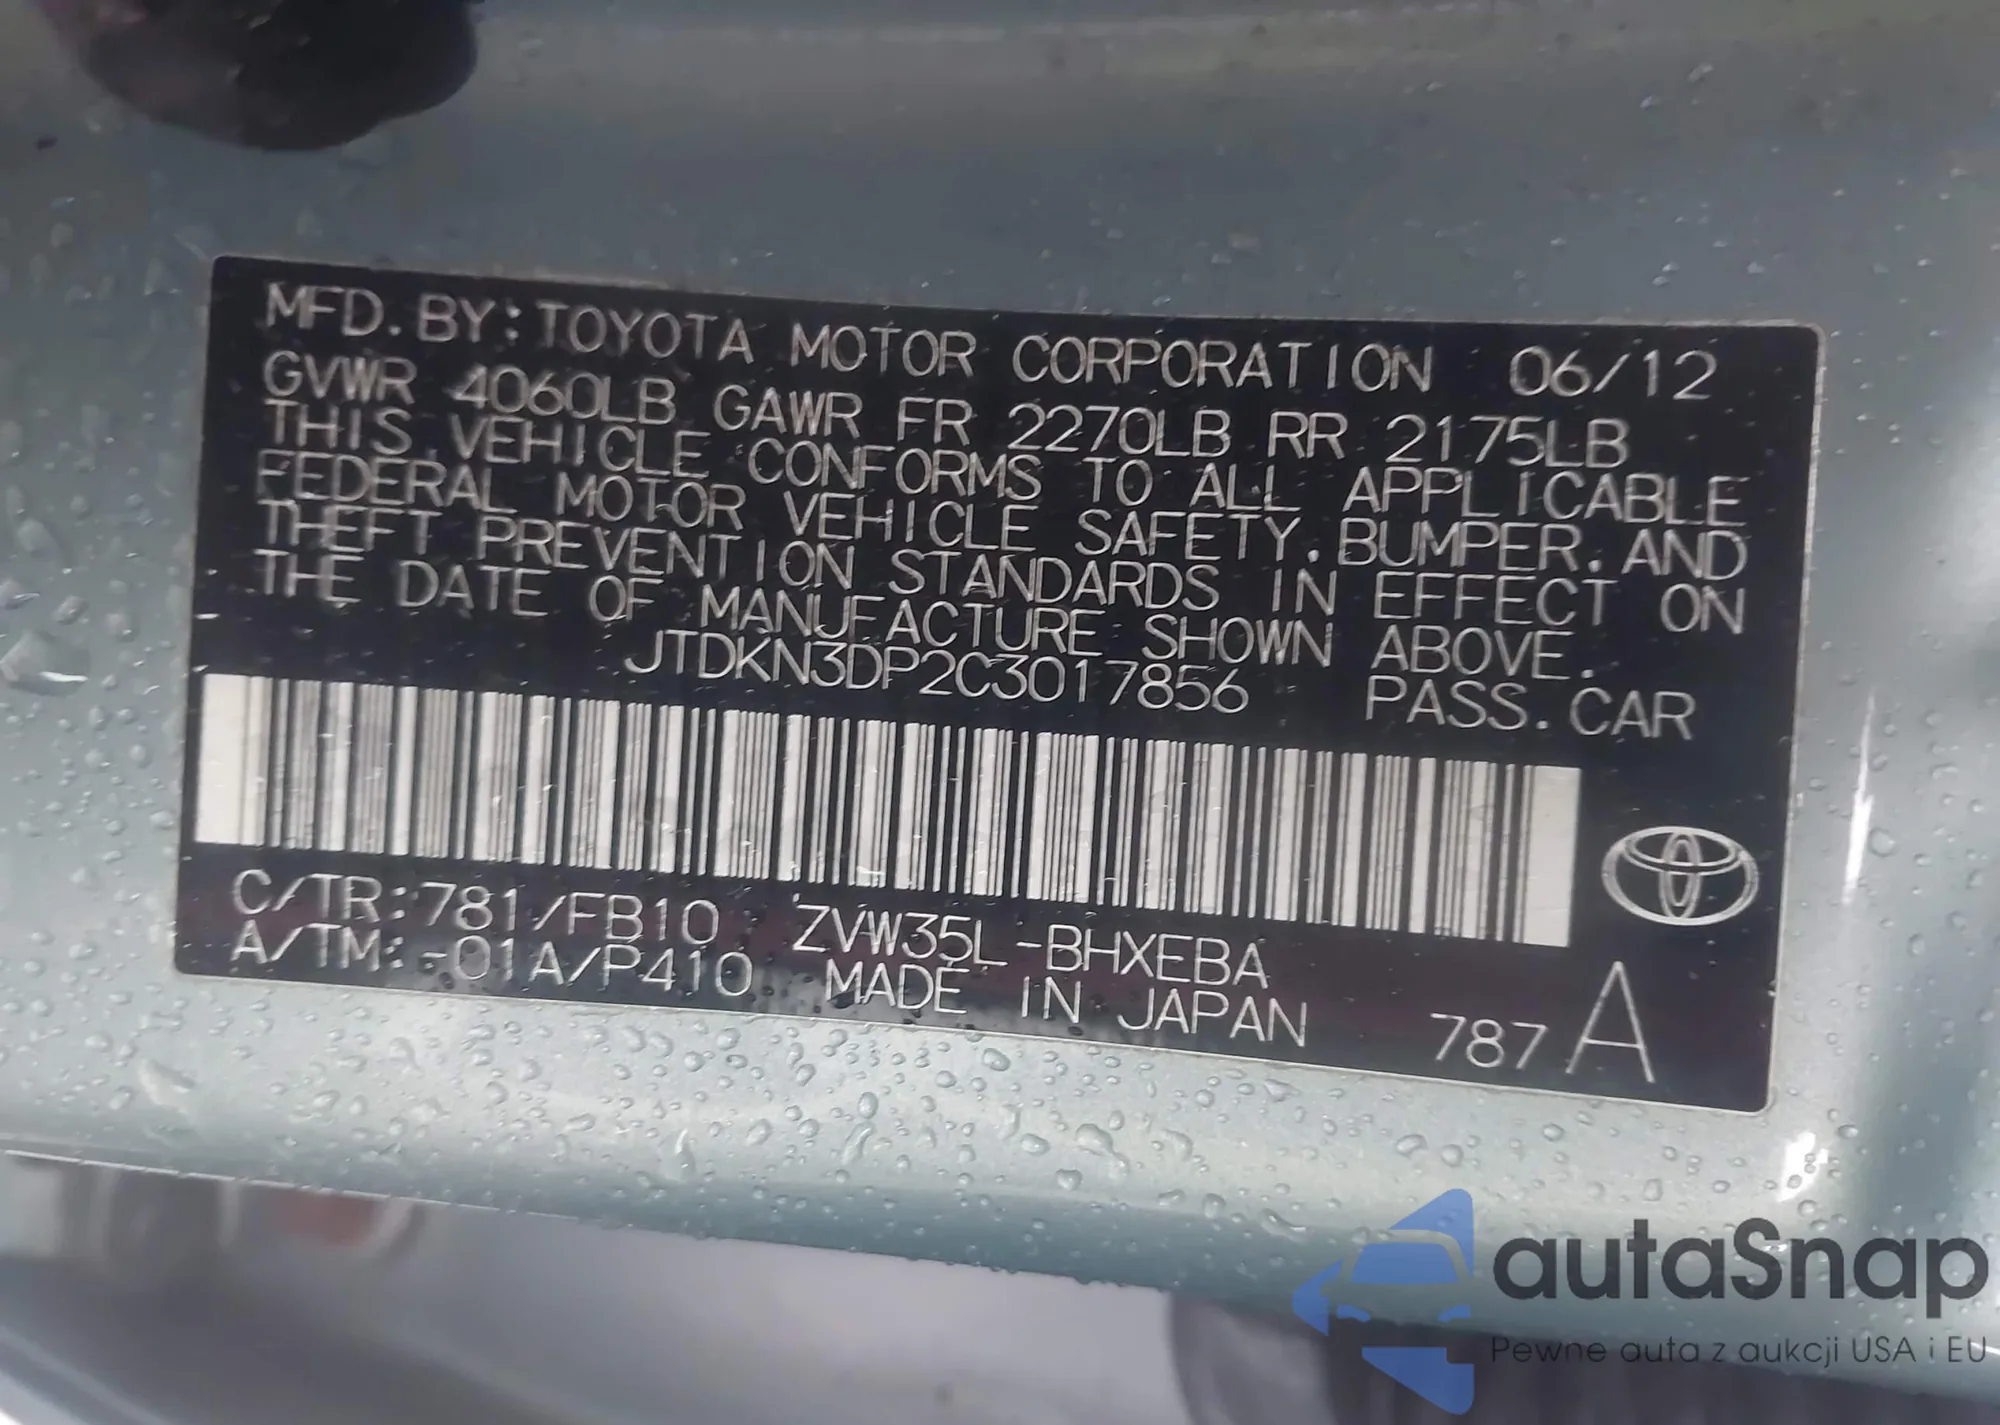 MFD. BY: TOYOTA MOTOR CORPORATION 06/12
GVWR 4060LB GAWR FR 2270LB RR 2175LB
THIS VEHICLE CONFORMS TO ALL APPLICABLE
FEDERAL MOTOR VEHICLE SAFETY, BUMPER, AND
THEFT PREVENTION STANDARDS IN EFFECT ON
THE DATE OF MANUFACTURE SHOWN ABOVE.
JTDKN3DP2C3017856 PASS. CAR
C/TR: 781/FB10 ZVW35L-BHXEBA
A/TM: -01A/P410 MADE IN JAPAN 787 A
autaSnap
Pewne auta z aukcji USA i EU